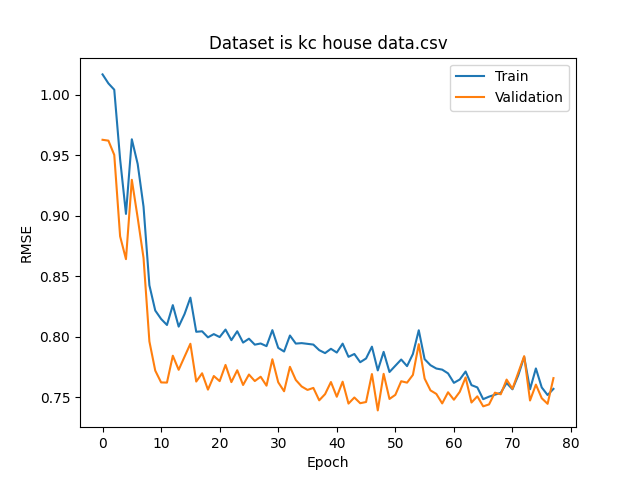 Dataset is kc house data.csv
Train
Validation
1.00
0.95
0.90
0.85
0.80
0.75
RMSE
0 10 20 30 40 50 60 70 80
Epoch